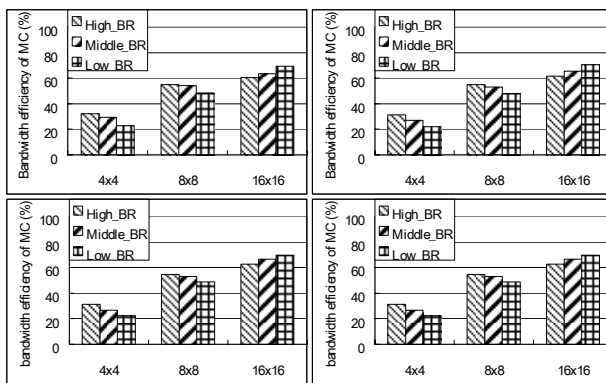 Bandwidth efficiency of MC (%)
100
80
60
40
20
0
High_BR
Middle_BR
Low_BR
4x4
8x8
16x16
Bandwidth efficiency of MC (%)
100
80
60
40
20
0
High_BR
Middle_BR
Low_BR
4x4
8x8
16x16
bandwidth efficiency of MC (%)
100
80
60
40
20
0
High_BR
Middle_BR
Low_BR
4x4
8x8
16x16
bandwidth efficiency of MC (%)
100
80
60
40
20
0
High_BR
Middle_BR
Low_BR
4x4
8x8
16x16